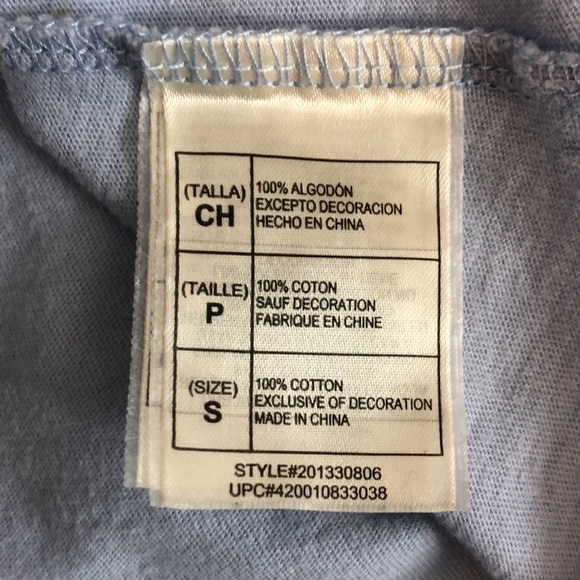 (TALLA)
CH
100% ALGODÓN
EXCEPTO DECORACION
HECHO EN CHINA
(TAILLE)
P
100% COTON
SAUF DECORATION
FABRIQUE EN CHINE
(SIZE)
S
100% COTTON
EXCLUSIVE OF DECORATION
MADE IN CHINA
STYLE#201330806
UPC#420010833038